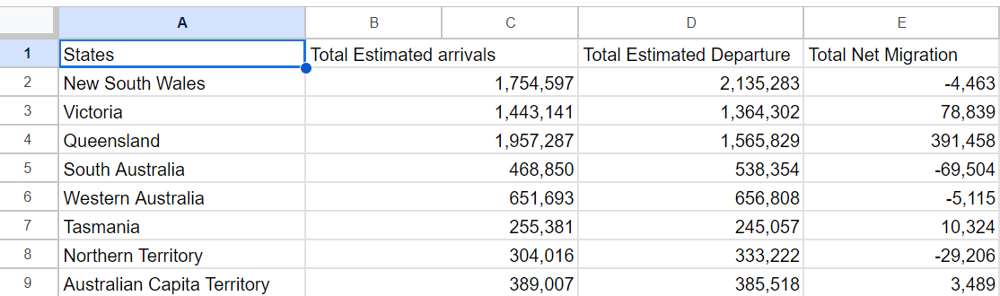 A B C D E
1 States Total Estimated arrivals Total Estimated Departure Total Net Migration
2 New South Wales 1,754,597 2,135,283 -4,463
3 Victoria 1,443,141 1,364,302 78,839
4 Queensland 1,957,287 1,565,829 391,458
5 South Australia 468,850 538,354 -69,504
6 Western Australia 651,693 656,808 -5,115
7 Tasmania 255,381 245,057 10,324
8 Northern Territory 304,016 333,222 -29,206
9 Australian Capita Territory 389,007 385,518 3,489